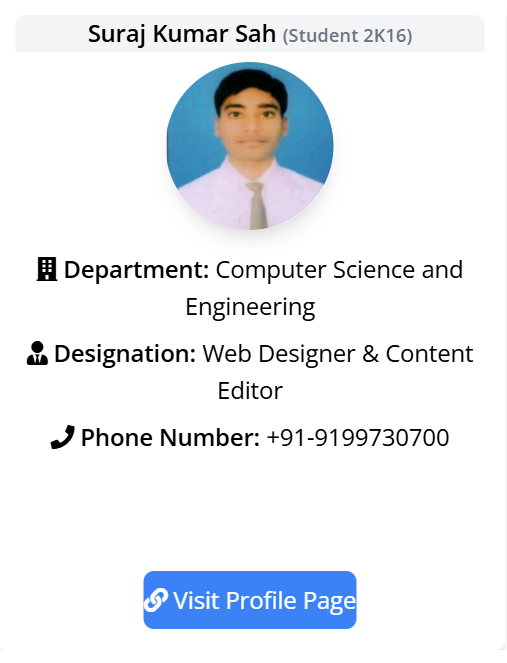 Suraj Kumar Sah (Student 2K16)
Department: Computer Science and
Engineering
Designation: Web Designer & Content
Editor
Phone Number: +91-9199730700
Visit Profile Page